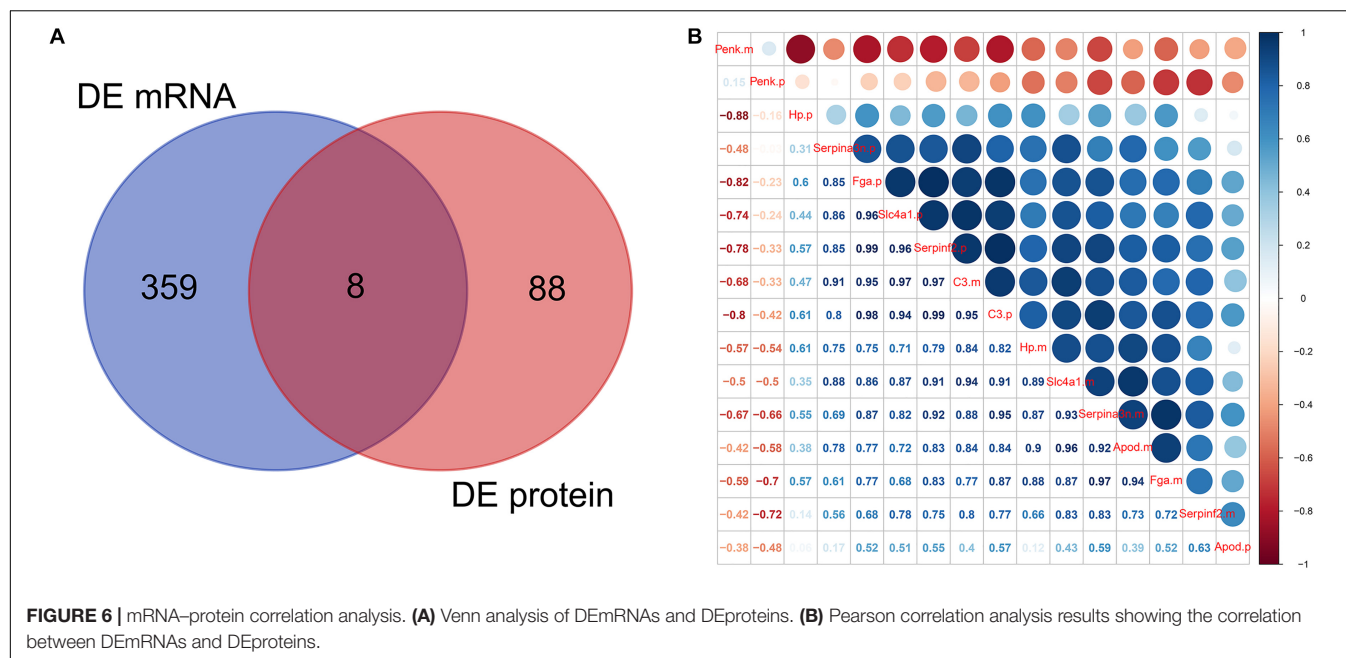 A
DE mRNA
359
8
88
DE protein
B
Penk.m
0.15 Penk.p
−0.88 −0.16 Hp.p
−0.48 0.31 Serpina3n.p
−0.82 −0.23 0.6 0.85 Fga.p
−0.74 −0.24 0.44 0.86 0.96 Slc4a1.p
−0.78 −0.33 0.57 0.85 0.99 0.96 Serpinf2.p
−0.68 −0.33 0.47 0.91 0.95 0.97 0.97 C3.m
−0.8 −0.42 0.61 0.8 0.98 0.94 0.99 0.95 C3.p
−0.57 −0.54 0.61 0.75 0.75 0.71 0.79 0.84 0.82 Hp.m
−0.5 −0.5 0.35 0.88 0.86 0.87 0.91 0.94 0.91 0.89 Slc4a1.m
−0.67 −0.66 0.55 0.69 0.87 0.82 0.92 0.88 0.95 0.87 0.93 Serpina3n.m
−0.42 −0.58 0.38 0.78 0.77 0.72 0.83 0.84 0.84 0.9 0.96 0.92 Apod.m
−0.59 −0.7 0.57 0.61 0.77 0.68 0.83 0.77 0.87 0.88 0.87 0.97 0.94 Fga.m
−0.42 −0.72 0.14 0.56 0.68 0.78 0.75 0.8 0.77 0.66 0.83 0.83 0.73 0.72 Serpinf2.m
−0.38 −0.48 0.17 0.52 0.51 0.55 0.4 0.57 0.12 0.43 0.59 0.39 0.52 0.63 Apod.p
1
0.8
0.6
0.4
0.2
0
−0.2
−0.4
−0.6
−0.8
−1
FIGURE 6 | mRNA–protein correlation analysis. (A) Venn analysis of DEmRNAs and DEproteins. (B) Pearson correlation analysis results showing the correlation
between DEmRNAs and DEproteins.